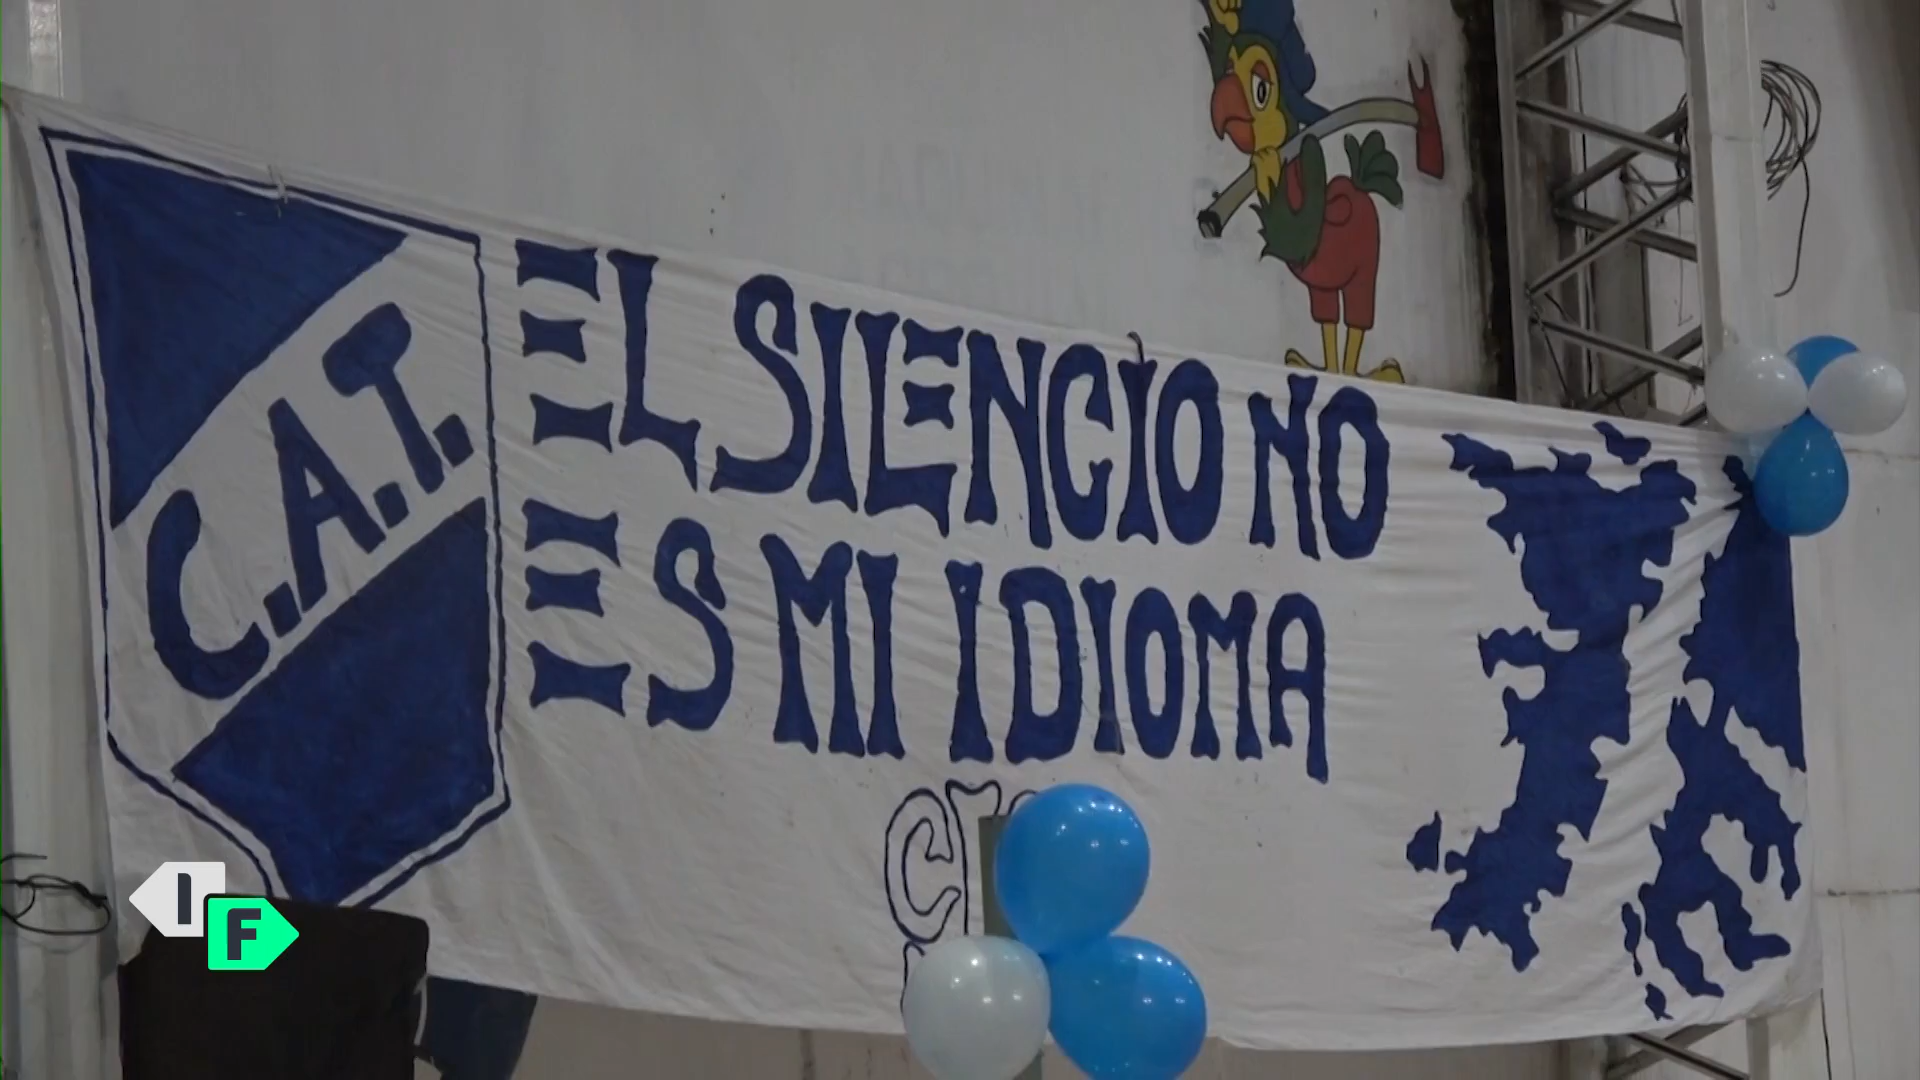 C.A.T.
EL SILENCIO NO
ES MI IDIOMA
I
F